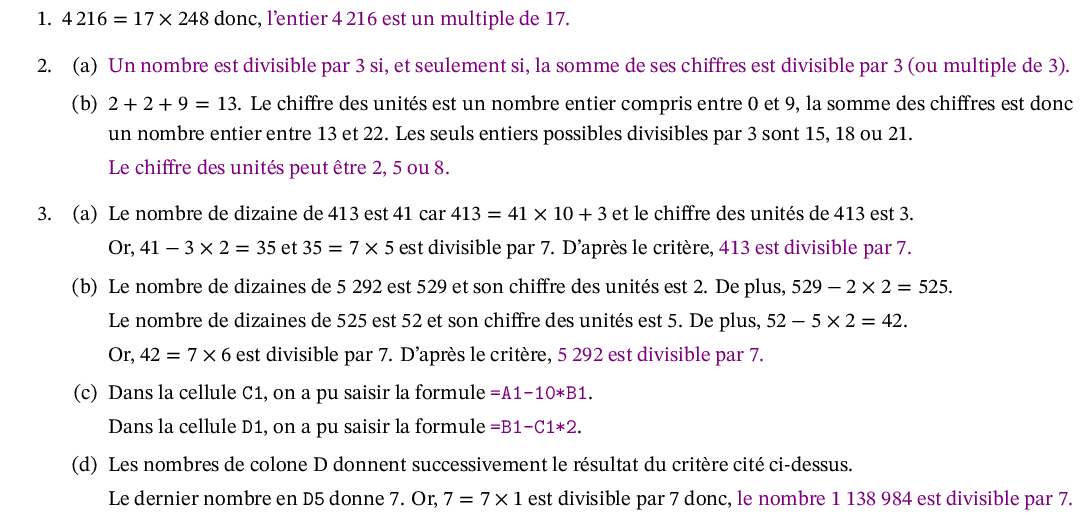 1. 4 216 = 17 × 248 donc, l'entier 4 216 est un multiple de 17.
2. (a) Un nombre est divisible par 3 si, et seulement si, la somme de ses chiffres est divisible par 3 (ou multiple de 3).
(b) 2 + 2 + 9 = 13. Le chiffre des unités est un nombre entier compris entre 0 et 9, la somme des chiffres est donc
un nombre entier entre 13 et 22. Les seuls entiers possibles divisibles par 3 sont 15, 18 ou 21.
Le chiffre des unités peut être 2, 5 ou 8.
3. (a) Le nombre de dizaine de 413 est 41 car 413 = 41 × 10 + 3 et le chiffre des unités de 413 est 3.
Or, 41 − 3 × 2 = 35 et 35 = 7 × 5 est divisible par 7. D'après le critère, 413 est divisible par 7.
(b) Le nombre de dizaines de 5 292 est 529 et son chiffre des unités est 2. De plus, 529 − 2 × 2 = 525.
Le nombre de dizaines de 525 est 52 et son chiffre des unités est 5. De plus, 52 − 5 × 2 = 42.
Or, 42 = 7 × 6 est divisible par 7. D'après le critère, 5 292 est divisible par 7.
(c) Dans la cellule C1, on a pu saisir la formule =A1-10*B1.
Dans la cellule D1, on a pu saisir la formule =B1-C1*2.
(d) Les nombres de colone D donnent successivement le résultat du critère cité ci-dessus.
Le dernier nombre en D5 donne 7. Or, 7 = 7 × 1 est divisible par 7 donc, le nombre 1 138 984 est divisible par 7.